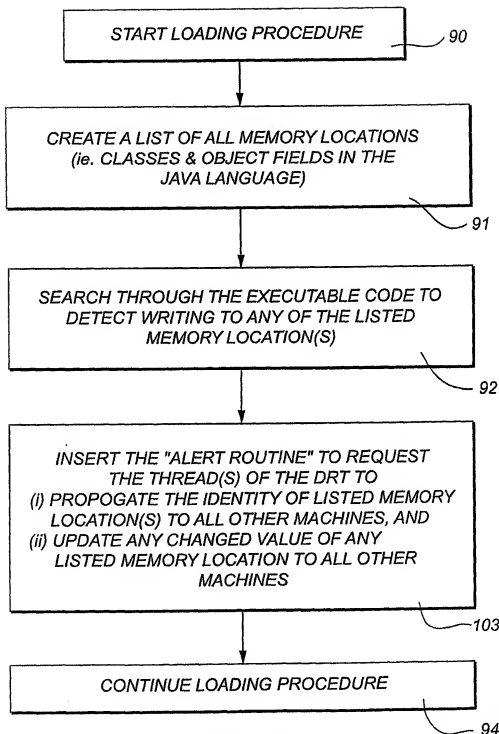 START LOADING PROCEDURE
90
CREATE A LIST OF ALL MEMORY LOCATIONS
(ie. CLASSES & OBJECT FIELDS IN THE
JAVA LANGUAGE)
91
SEARCH THROUGH THE EXECUTABLE CODE TO
DETECT WRITING TO ANY OF THE LISTED
MEMORY LOCATION(S)
92
INSERT THE "ALERT ROUTINE" TO REQUEST
THE THREAD(S) OF THE DRT TO
(i) PROPOGATE THE IDENTITY OF LISTED MEMORY
LOCATION(S) TO ALL OTHER MACHINES, AND
(ii) UPDATE ANY CHANGED VALUE OF ANY
LISTED MEMORY LOCATION TO ALL OTHER
MACHINES
103
CONTINUE LOADING PROCEDURE
94